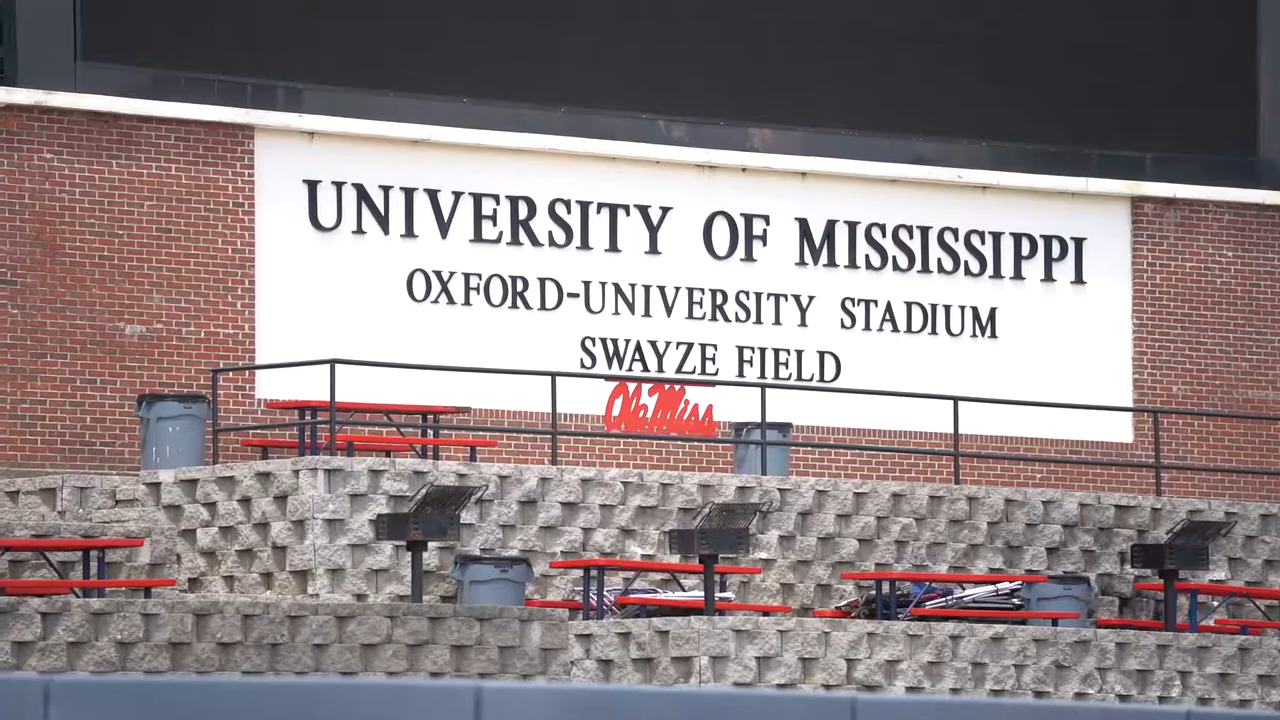 UNIVERSITY OF MISSISSIPPI
OXFORD-UNIVERSITY STADIUM
SWAYZE FIELD
Ole Miss